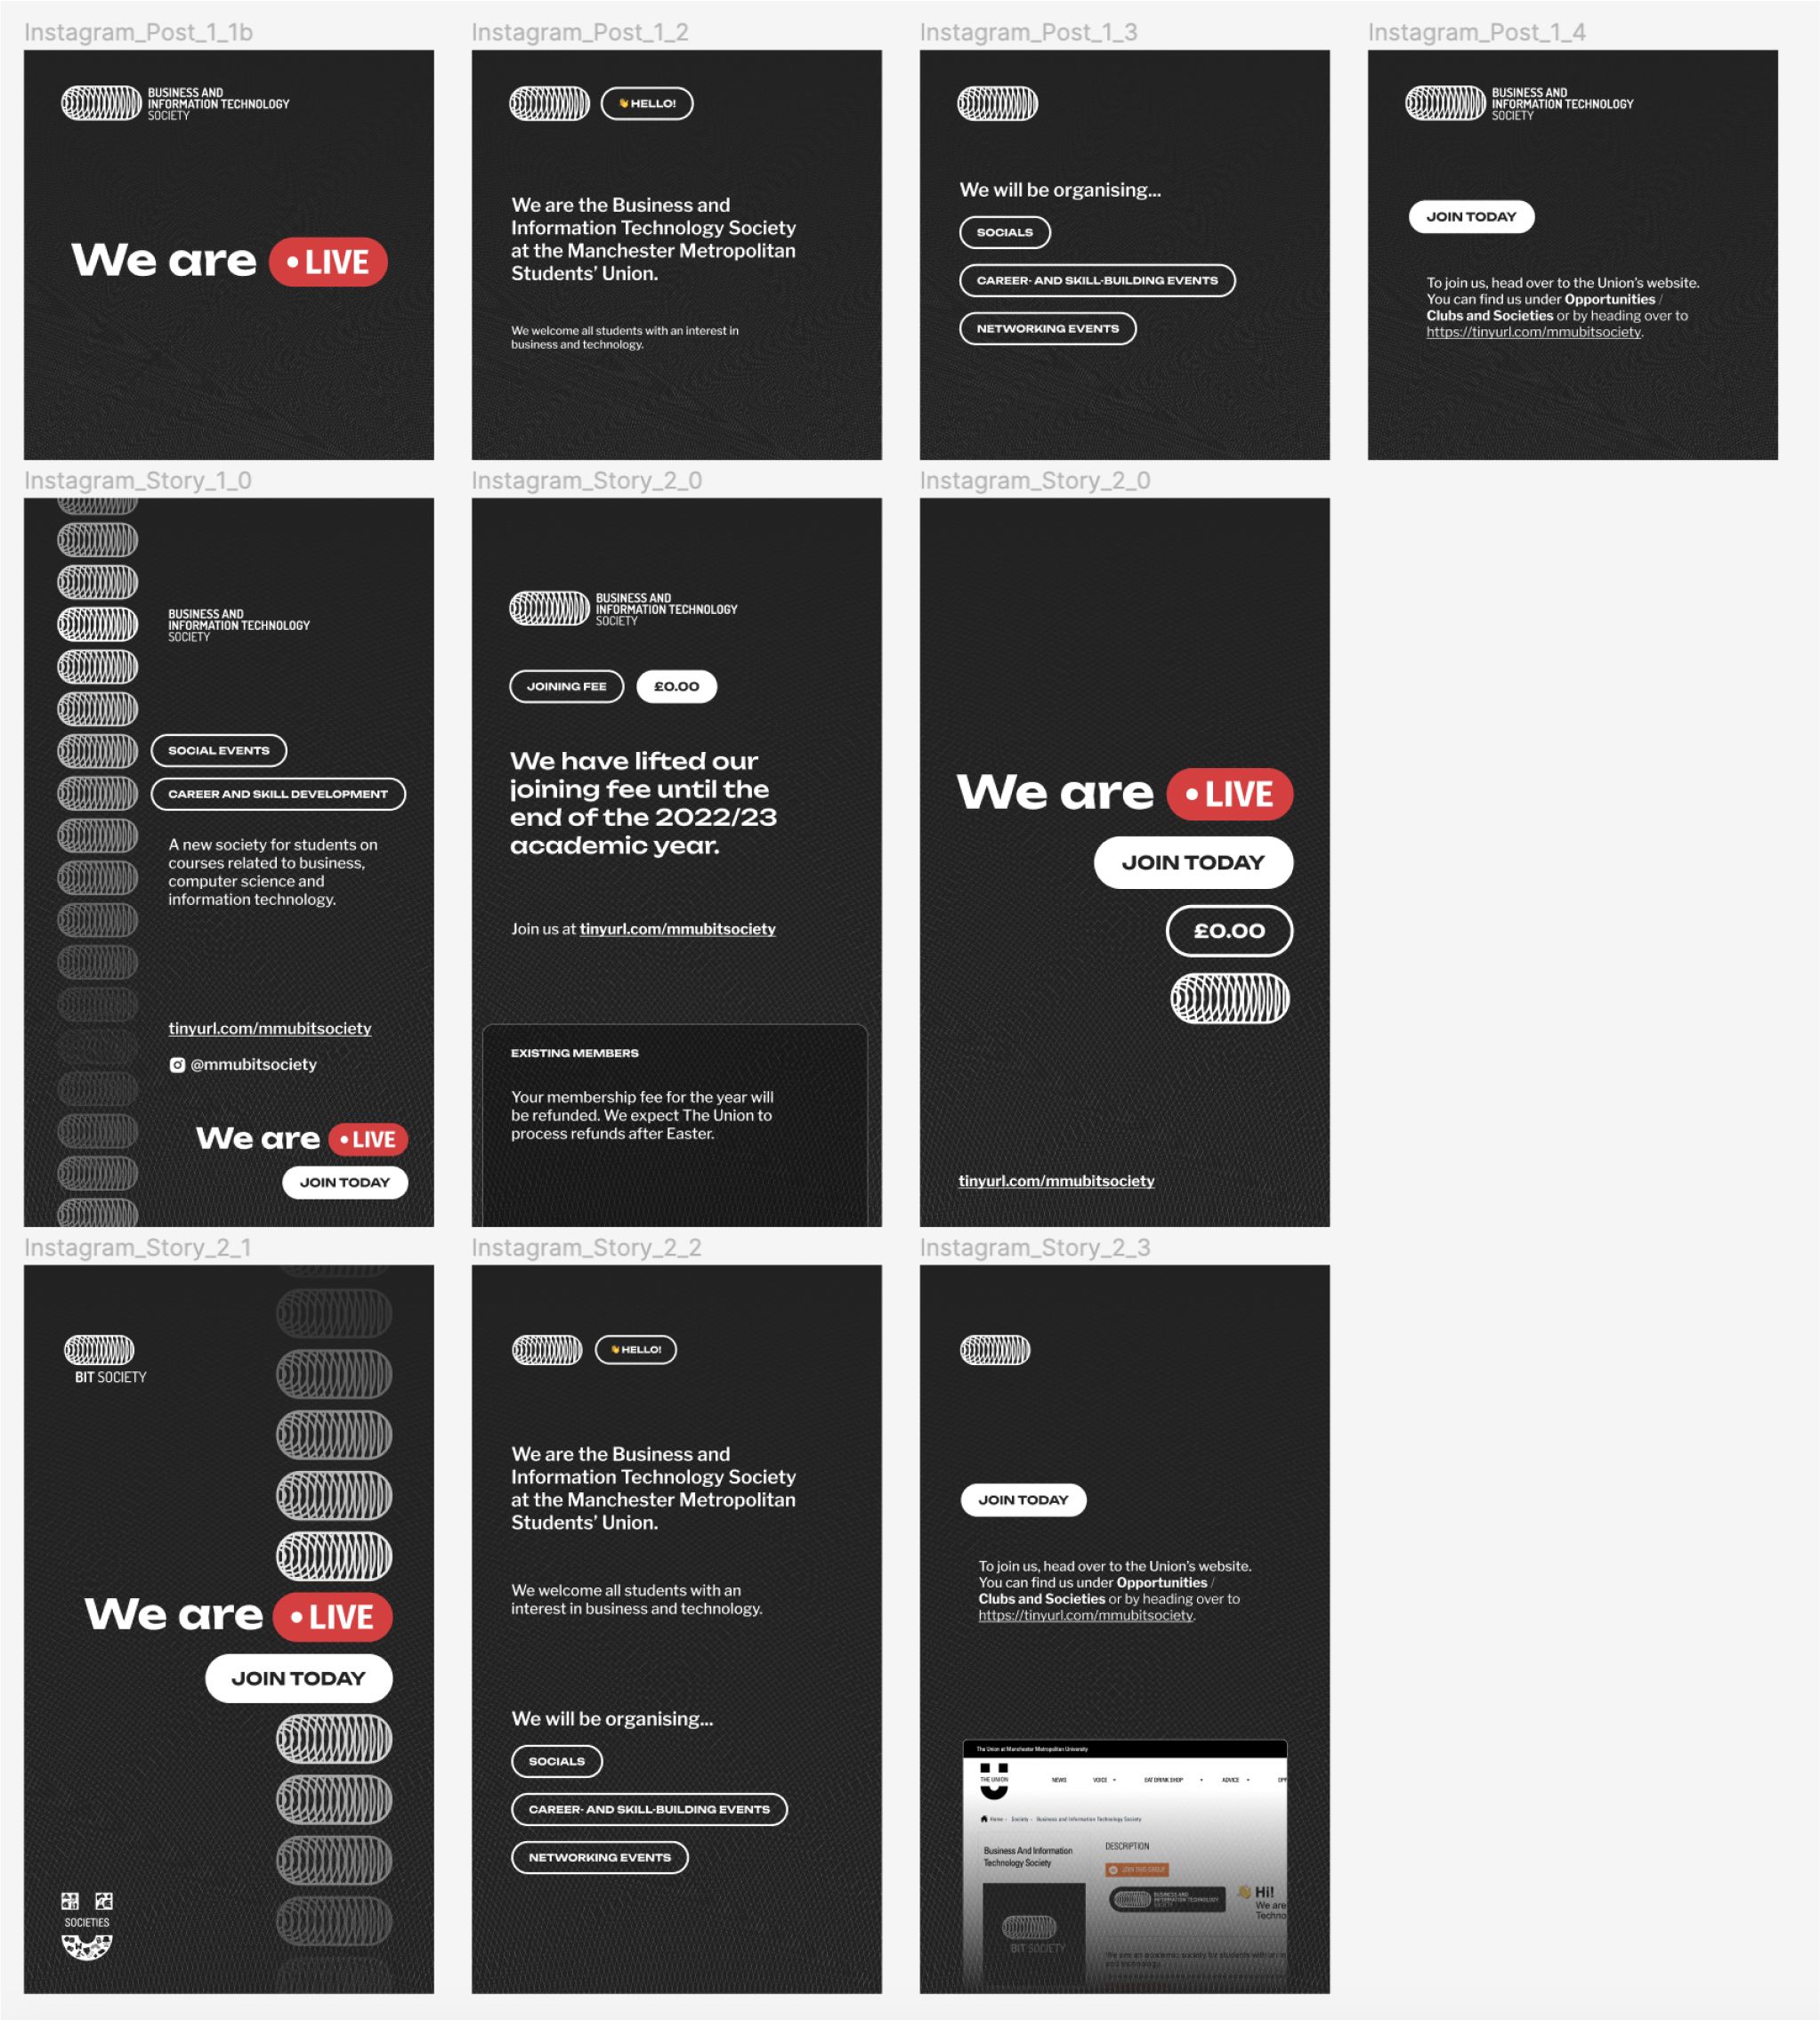 Instagram_Post_1_1b
BUSINESS AND
INFORMATION TECHNOLOGY
SOCIETY
We are • LIVE
Instagram_Post_1_2
👋 HELLO!
We are the Business and
Information Technology Society
at the Manchester Metropolitan
Students’ Union.
We welcome all students with an interest in
business and technology.
Instagram_Post_1_3
We will be organising...
SOCIALS
CAREER- AND SKILL-BUILDING EVENTS
NETWORKING EVENTS
Instagram_Post_1_4
BUSINESS AND
INFORMATION TECHNOLOGY
SOCIETY
JOIN TODAY
To join us, head over to the Union’s website.
You can find us under Opportunities /
Clubs and Societies or by heading over to
https://tinyurl.com/mmubitsociety.
Instagram_Story_1_0
BUSINESS AND
INFORMATION TECHNOLOGY
SOCIETY
SOCIAL EVENTS
CAREER AND SKILL DEVELOPMENT
A new society for students on
courses related to business,
computer science and
information technology.
tinyurl.com/mmubitsociety
@mmubitsociety
We are • LIVE
JOIN TODAY
Instagram_Story_2_0
BUSINESS AND
INFORMATION TECHNOLOGY
SOCIETY
JOINING FEE £0.00
We have lifted our
joining fee until the
end of the 2022/23
academic year.
Join us at tinyurl.com/mmubitsociety
EXISTING MEMBERS
Your membership fee for the year will
be refunded. We expect The Union to
process refunds after Easter.
Instagram_Story_2_0
We are • LIVE
JOIN TODAY
£0.00
tinyurl.com/mmubitsociety
Instagram_Story_2_1
BIT SOCIETY
We are • LIVE
JOIN TODAY
SOCIETIES
Instagram_Story_2_2
👋 HELLO!
We are the Business and
Information Technology Society
at the Manchester Metropolitan
Students’ Union.
We welcome all students with an
interest in business and technology.
We will be organising...
SOCIALS
CAREER- AND SKILL-BUILDING EVENTS
NETWORKING EVENTS
Instagram_Story_2_3
JOIN TODAY
To join us, head over to the Union’s website.
You can find us under Opportunities /
Clubs and Societies or by heading over to
https://tinyurl.com/mmubitsociety.
The Union at Manchester Metropolitan University
THE UNION NEWS VOICE EAT DRINK SHOP ADVICE OPP
Home Society Business and Information Technology Society
Business And Information
Technology Society
DESCRIPTION
JOIN THIS GROUP
BUSINESS AND
INFORMATION TECHNOLOGY
SOCIETY
👋 Hi!
We are
Techno
BIT SOCIETY
We are an academic society for students with an in
and technology.